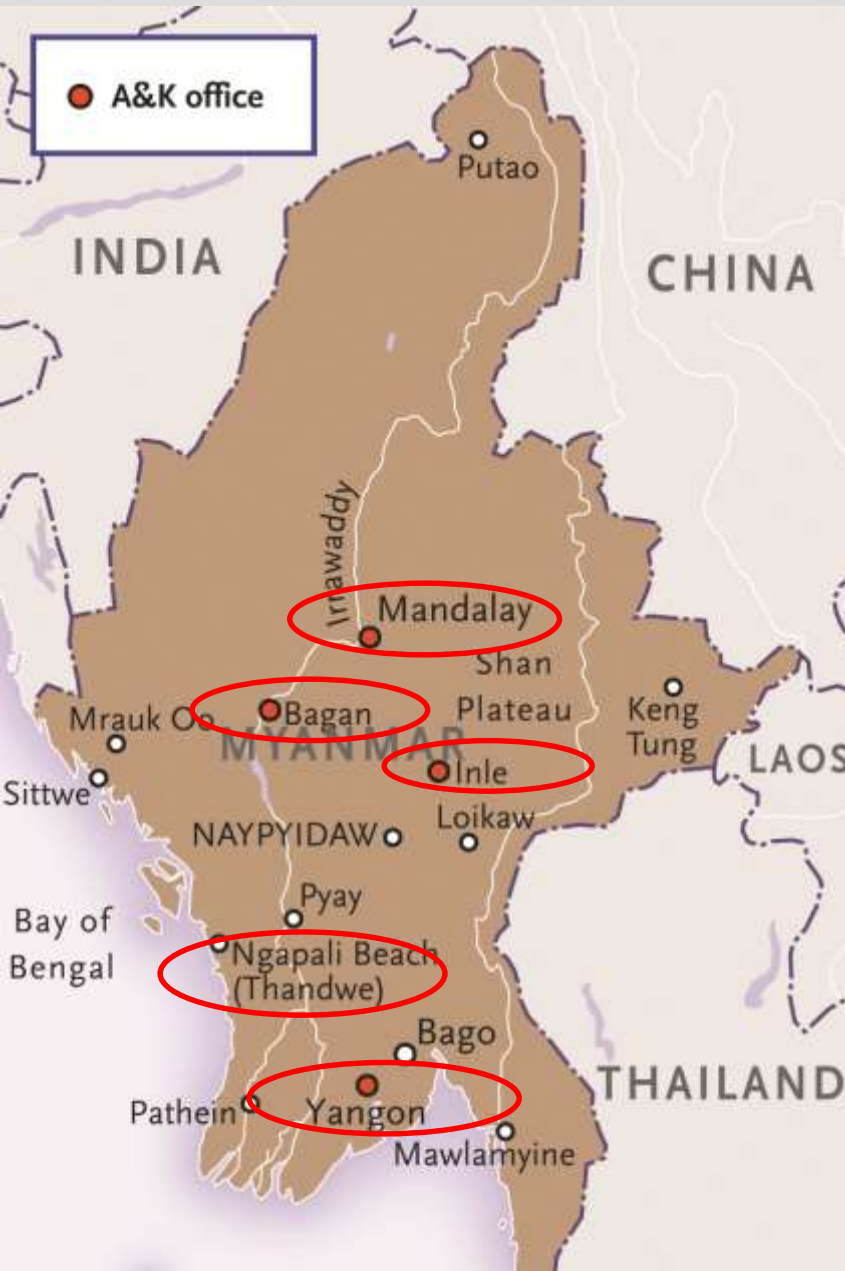 A&K office
Putao
INDIA
CHINA
Irrawaddy
Mandalay
Shan
Plateau
Bagan
Mrauk Oo
MYANMAR
Keng
Tung
LAOS
Inle
Sittwe
Loikaw
NAYPYIDAW
Pyay
Bay of
Bengal
Ngapali Beach
(Thandwe)
Bago
THAILAND
Pathein
Yangon
Mawlamyine